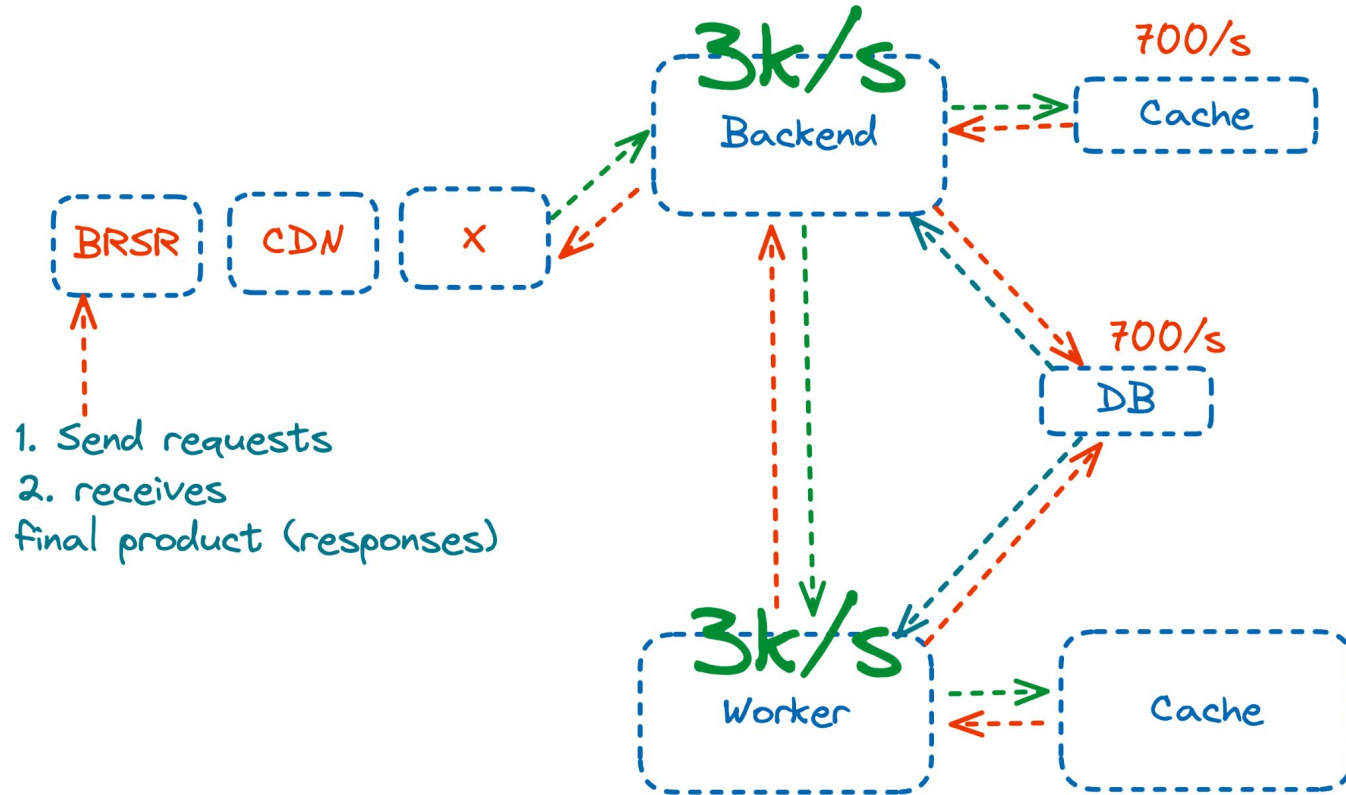 3k/s
Backend
700/s
Cache
BRSR
CDN
X
700/s
DB
1. Send requests
2. receives
final product (responses)
3k/s
Worker
Cache